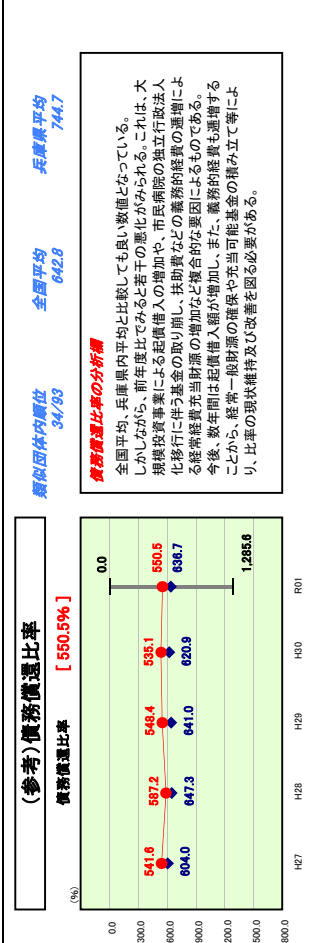 (参考)債務償還比率
債務償還比率 [ 550.5% ]
(%)
0.0
300.0
600.0
900.0
1,200.0
1,500.0
1,800.0
541.6
604.0
587.2
647.3
548.4
641.0
535.1
620.9
0.0
550.5
636.7
1,285.6
H27 H28 H29 H30 R01
類似団体内順位 全国平均 兵庫県平均
34/93 642.8 744.7
債務償還比率の分析欄
全国平均、兵庫県内平均と比較しても良い数値となっている。
しかしながら、前年度比でみると若干の悪化がみられる。これは、大
規模投資事業による起債借入の増加や、市民病院の独立行政法人
化移行に伴う基金の取り崩し、扶助費などの義務的経費の逓増によ
る経常経費充当財源の増加など複合的な要因によるものである。
今後、数年間は起債借入額が増加し、また、義務的経費も逓増する
ことから、経常一般財源の確保や充当可能基金の積み立て等によ
り、比率の現状維持及び改善を図る必要がある。